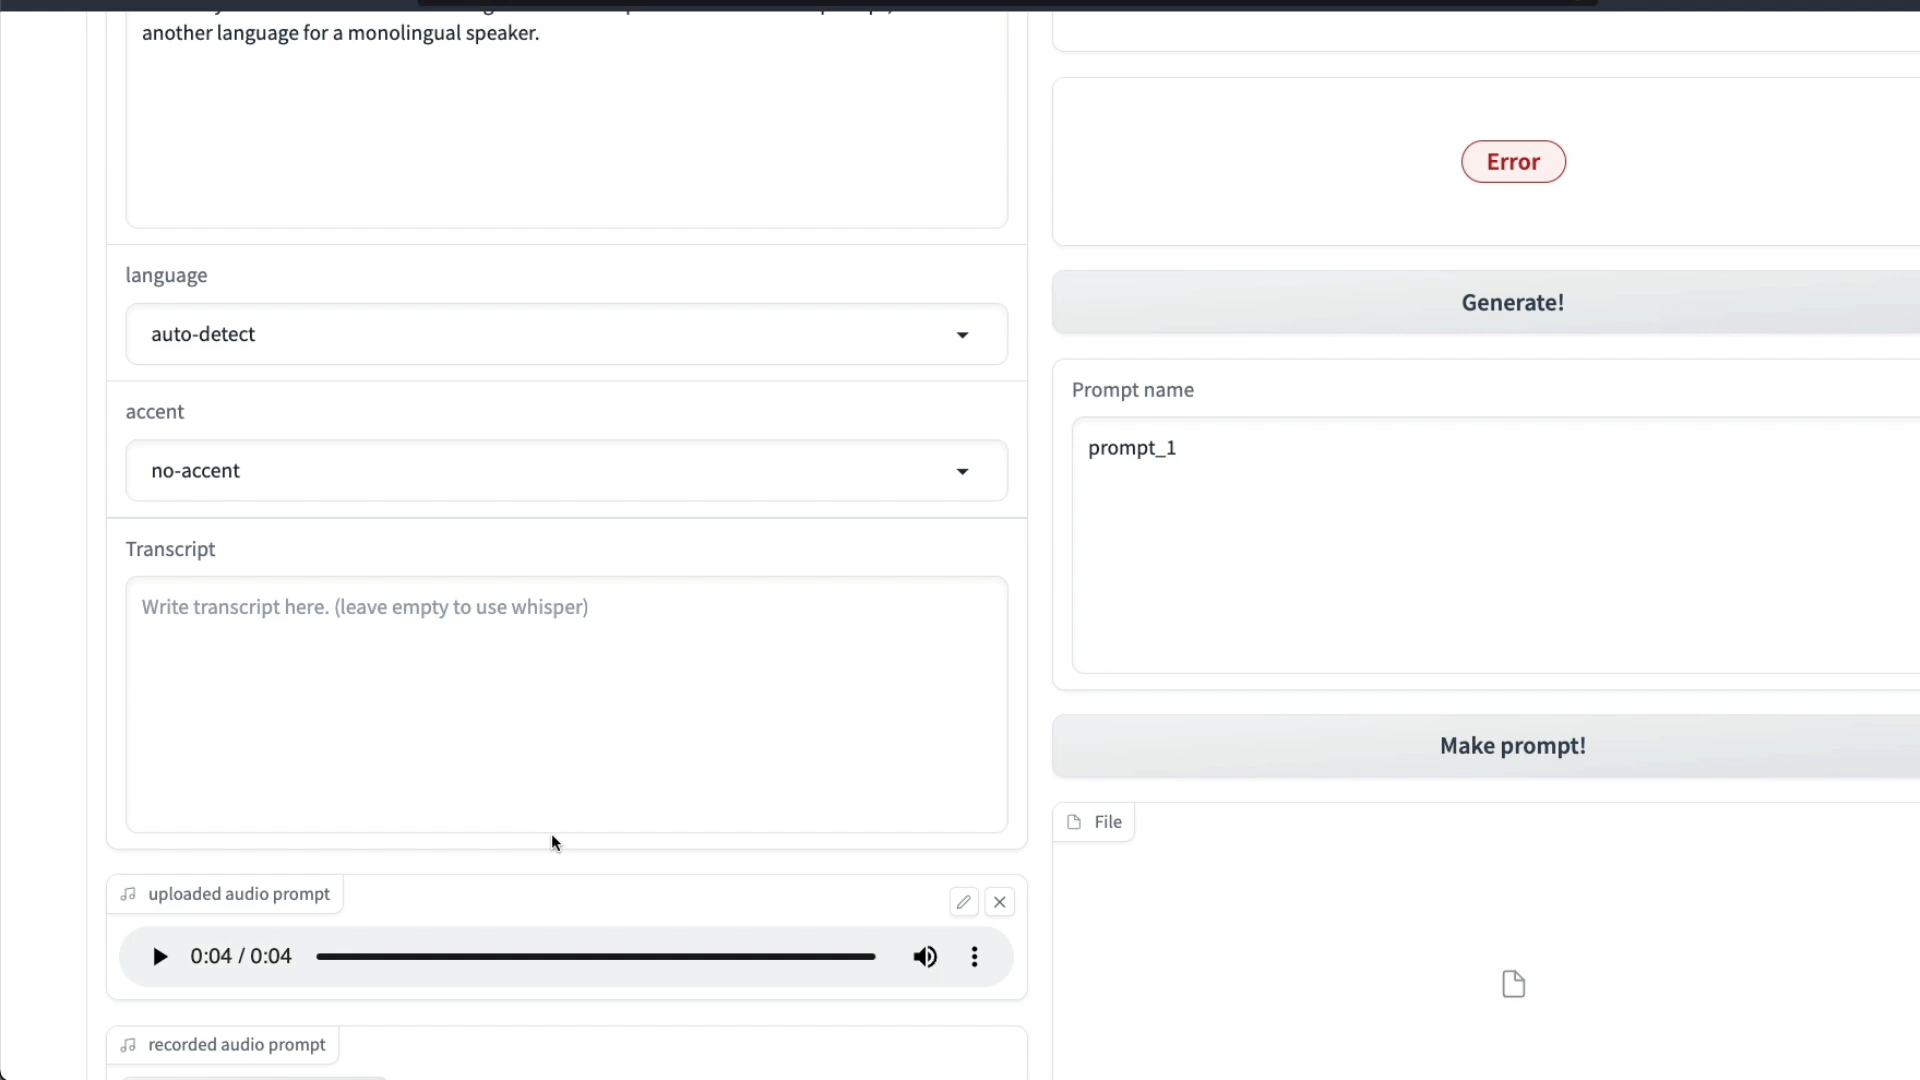 another language for a monolingual speaker.
language
auto-detect
accent
no-accent
Transcript
Write transcript here. (leave empty to use whisper)
uploaded audio prompt
0:04 / 0:04
recorded audio prompt
Error
Generate!
Prompt name
prompt_1
Make prompt!
File